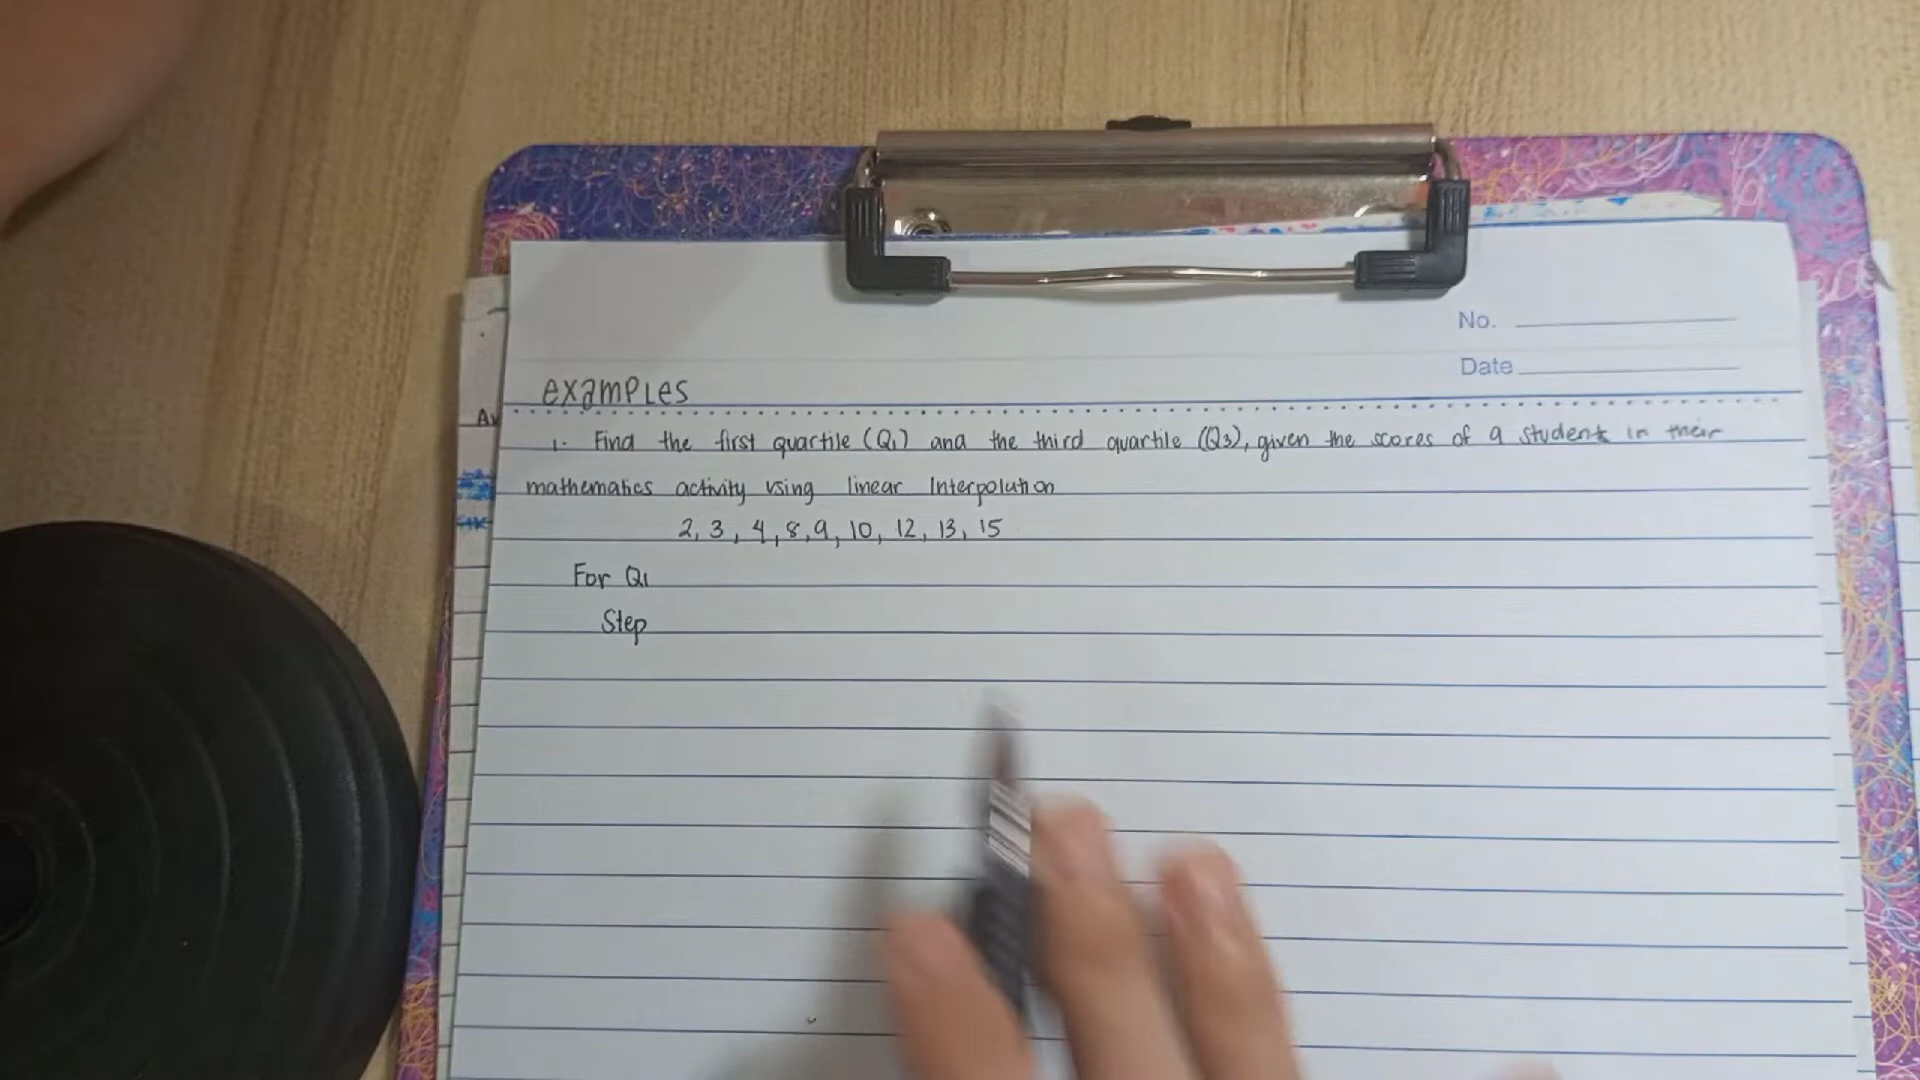 No.
Date
examples
1. Find the first quartile (Q1) and the third quartile (Q3), given the scores of 9 student in their
mathematics activity using linear Interpolation
2, 3, 4, 8, 9, 10, 12, 13, 15
For Q1
Step